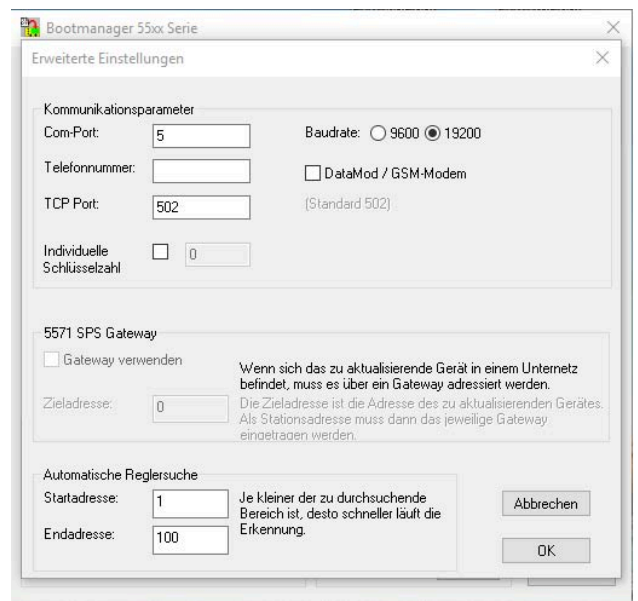 Bootmanager 55xx Serie
Erweiterte Einstellungen
Kommunikationsparameter
Com-Port: 5 Baudrate: 9600 19200
Telefonnummer: DataMod / GSM-Modem
TCP Port: 502 (Standard 502)
Individuelle
Schlüsselzahl 0
5571 SPS Gateway
Gateway verwenden
Wenn sich das zu aktualisierende Gerät in einem Unternetz
befindet, muss es über ein Gateway adressiert werden.
Zieladresse: 0
Die Zieladresse ist die Adresse des zu aktualisierenden Gerätes.
Als Stationsadresse muss dann das jeweilige Gateway
eingetragen werden.
Automatische Reglersuche
Startadresse: 1
Je kleiner der zu durchsuchende
Bereich ist, desto schneller läuft die
Erkennung.
Endadresse: 100
Abbrechen
OK